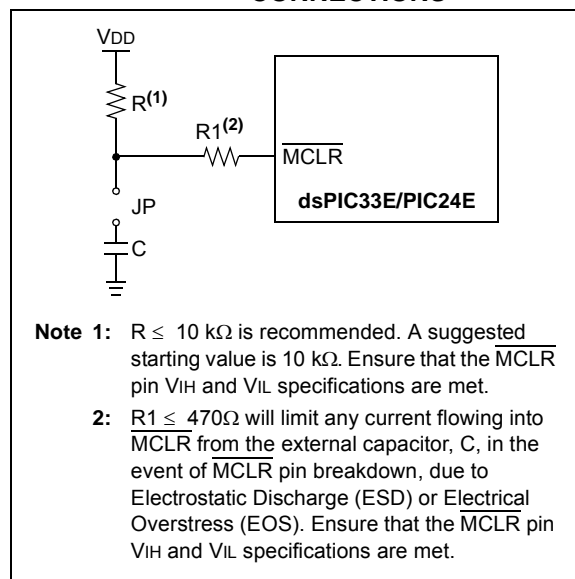 CONNECTIONS
VDD
R(1)
R1(2)
MCLR
dsPIC33E/PIC24E
JP
C
Note 1: R ≤ 10 kΩ is recommended. A suggested
starting value is 10 kΩ. Ensure that the MCLR
pin VIH and VIL specifications are met.
2: R1 ≤ 470Ω will limit any current flowing into
MCLR from the external capacitor, C, in the
event of MCLR pin breakdown, due to
Electrostatic Discharge (ESD) or Electrical
Overstress (EOS). Ensure that the MCLR pin
VIH and VIL specifications are met.